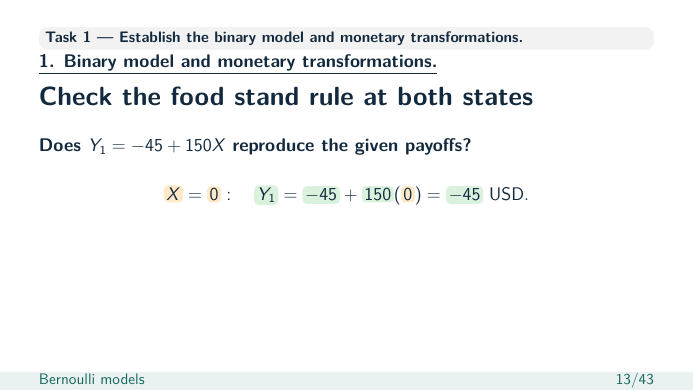 Task 1 — Establish the binary model and monetary transformations.
1. Binary model and monetary transformations.
Check the food stand rule at both states
Does Y₁ = −45 + 150X reproduce the given payoffs?
X = 0 : Y₁ = −45 + 150(0) = −45 USD.
Bernoulli models 13/43